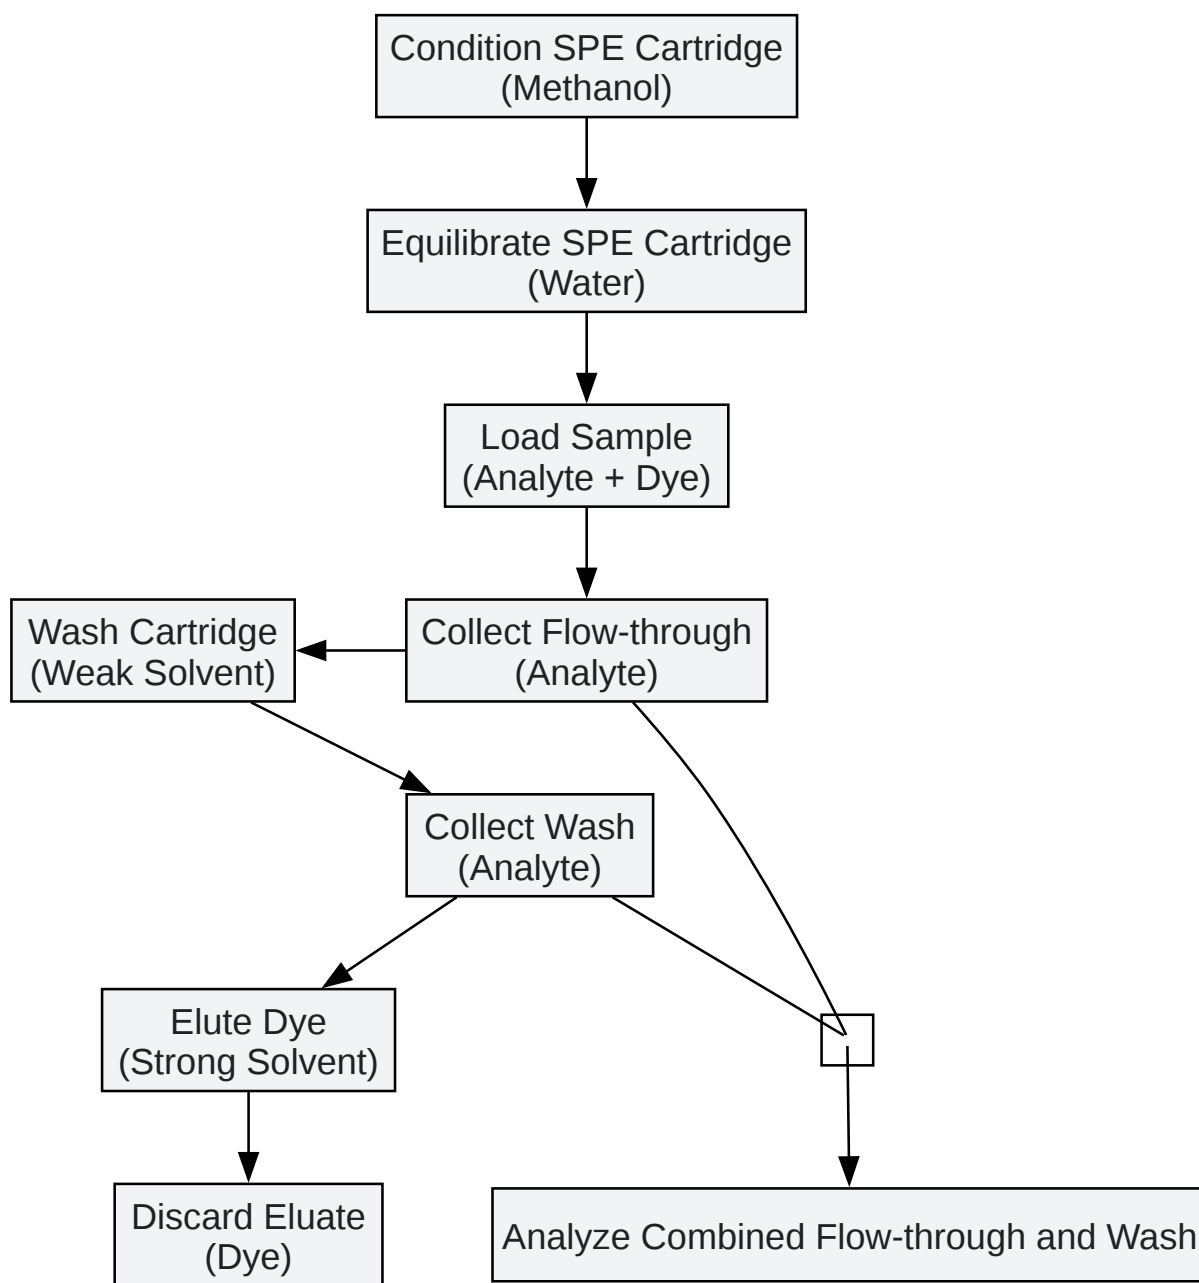 Condition SPE Cartridge
(Methanol)
Equilibrate SPE Cartridge
(Water)
Load Sample
(Analyte + Dye)
Wash Cartridge
(Weak Solvent)
Collect Flow-through
(Analyte)
Collect Wash
(Analyte)
Elute Dye
(Strong Solvent)
Discard Eluate
(Dye)
Analyze Combined Flow-through and Wash